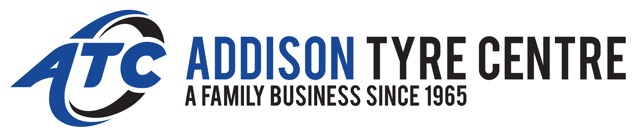 ATC
ADDISON TYRE CENTRE
A FAMILY BUSINESS SINCE 1965